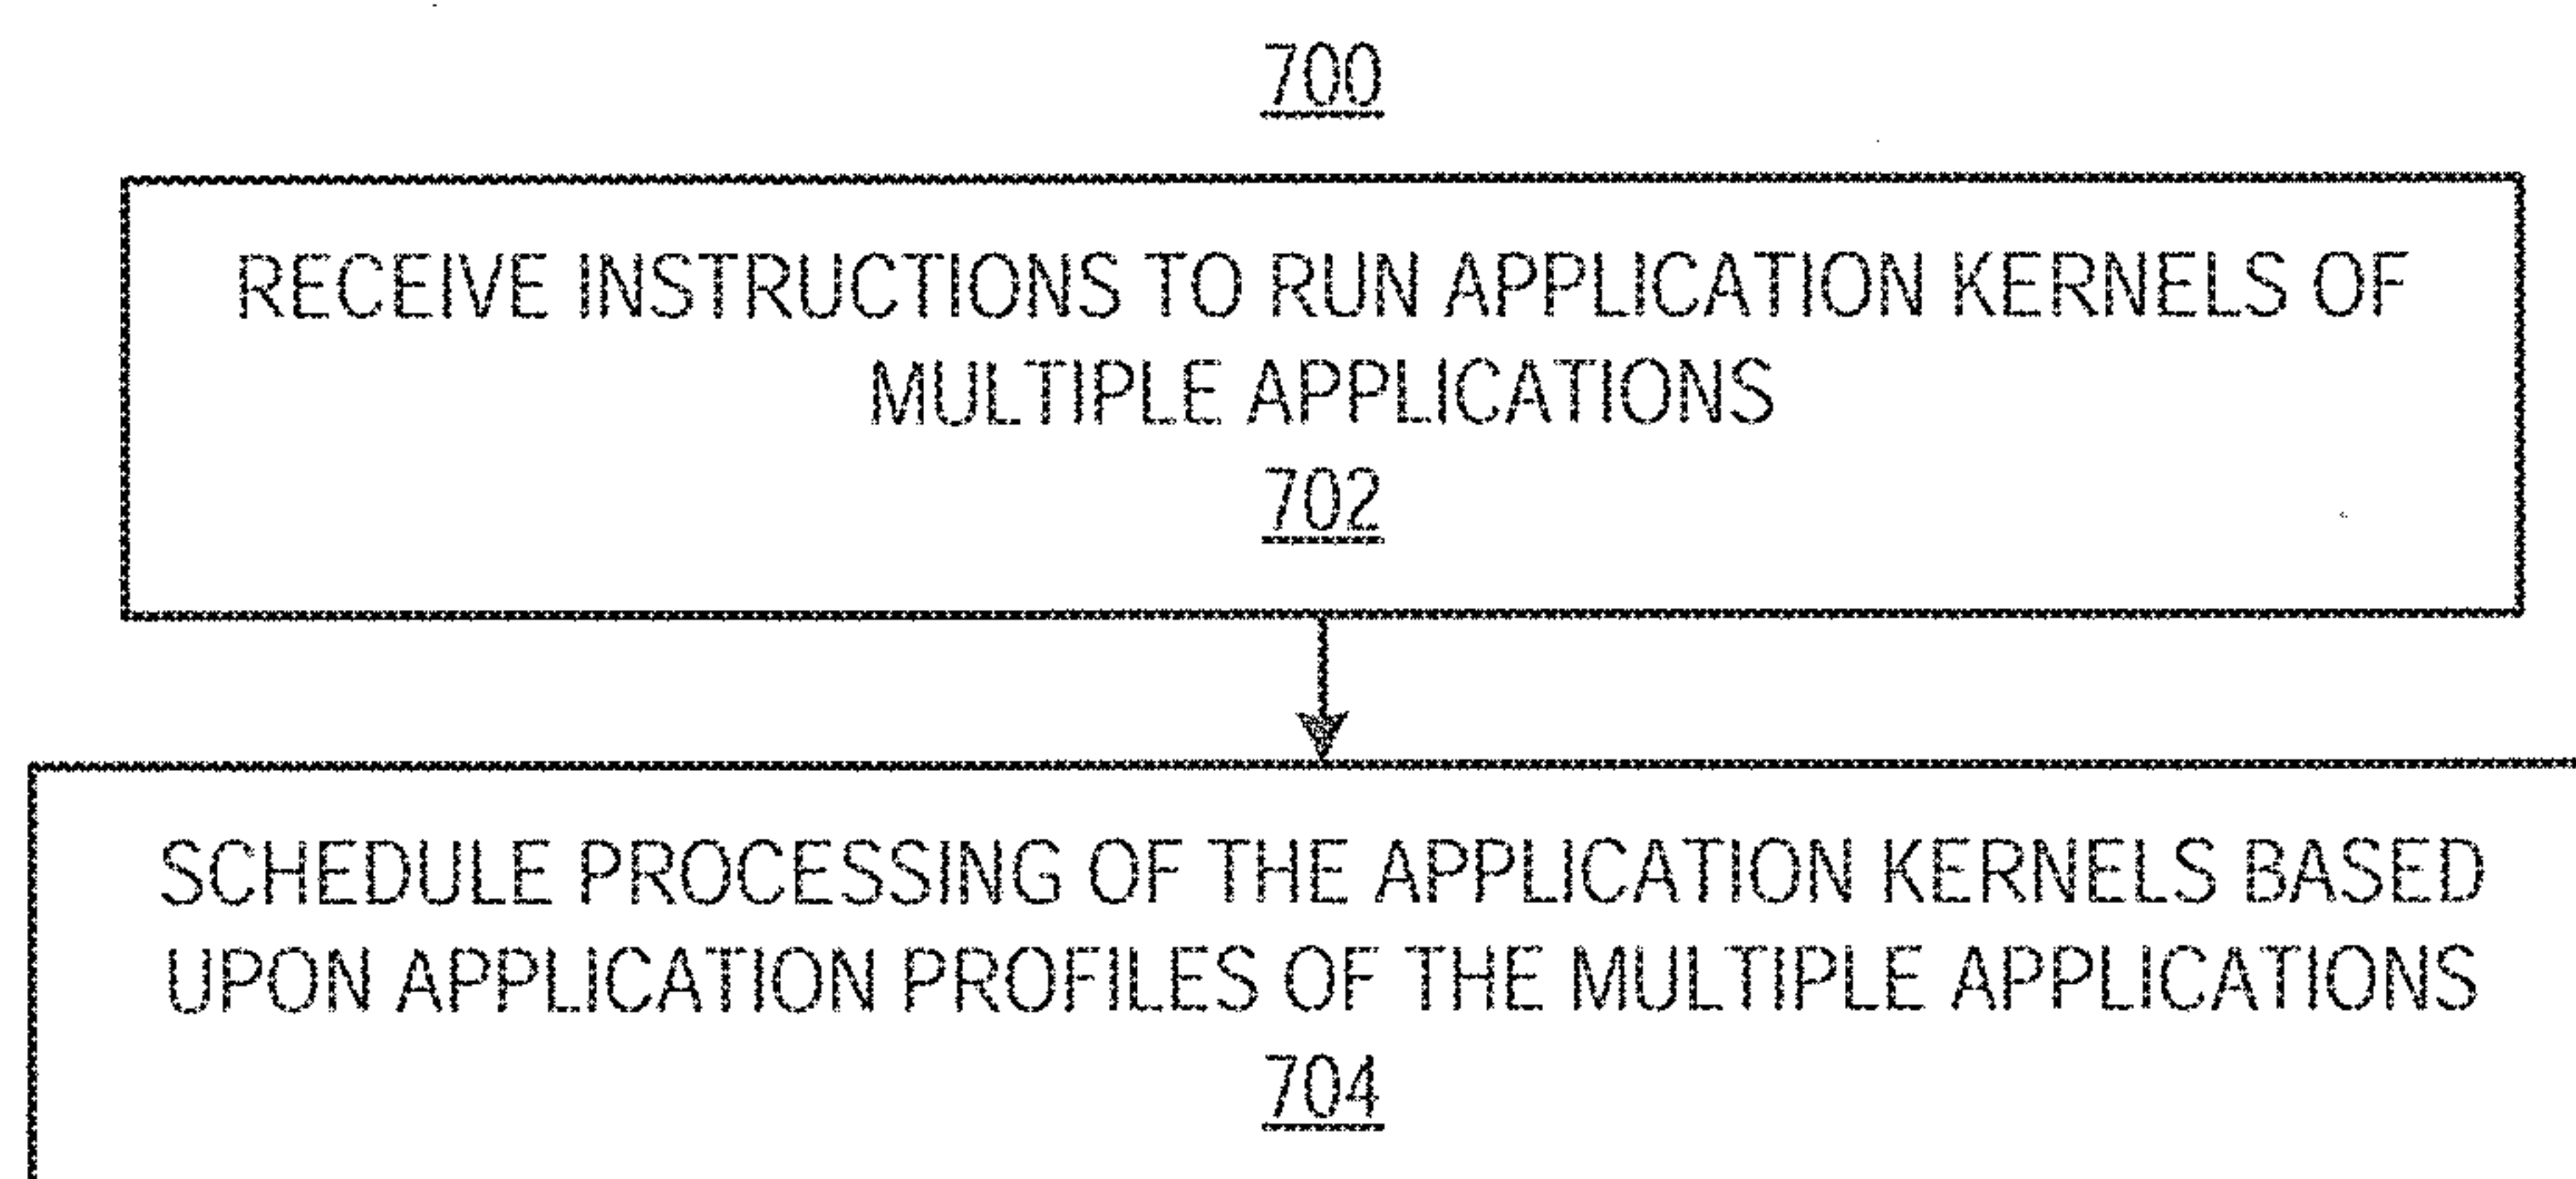 700
RECEIVE INSTRUCTIONS TO RUN APPLICATION KERNELS OF
MULTIPLE APPLICATIONS
702
SCHEDULE PROCESSING OF THE APPLICATION KERNELS BASED
UPON APPLICATION PROFILES OF THE MULTIPLE APPLICATIONS
704